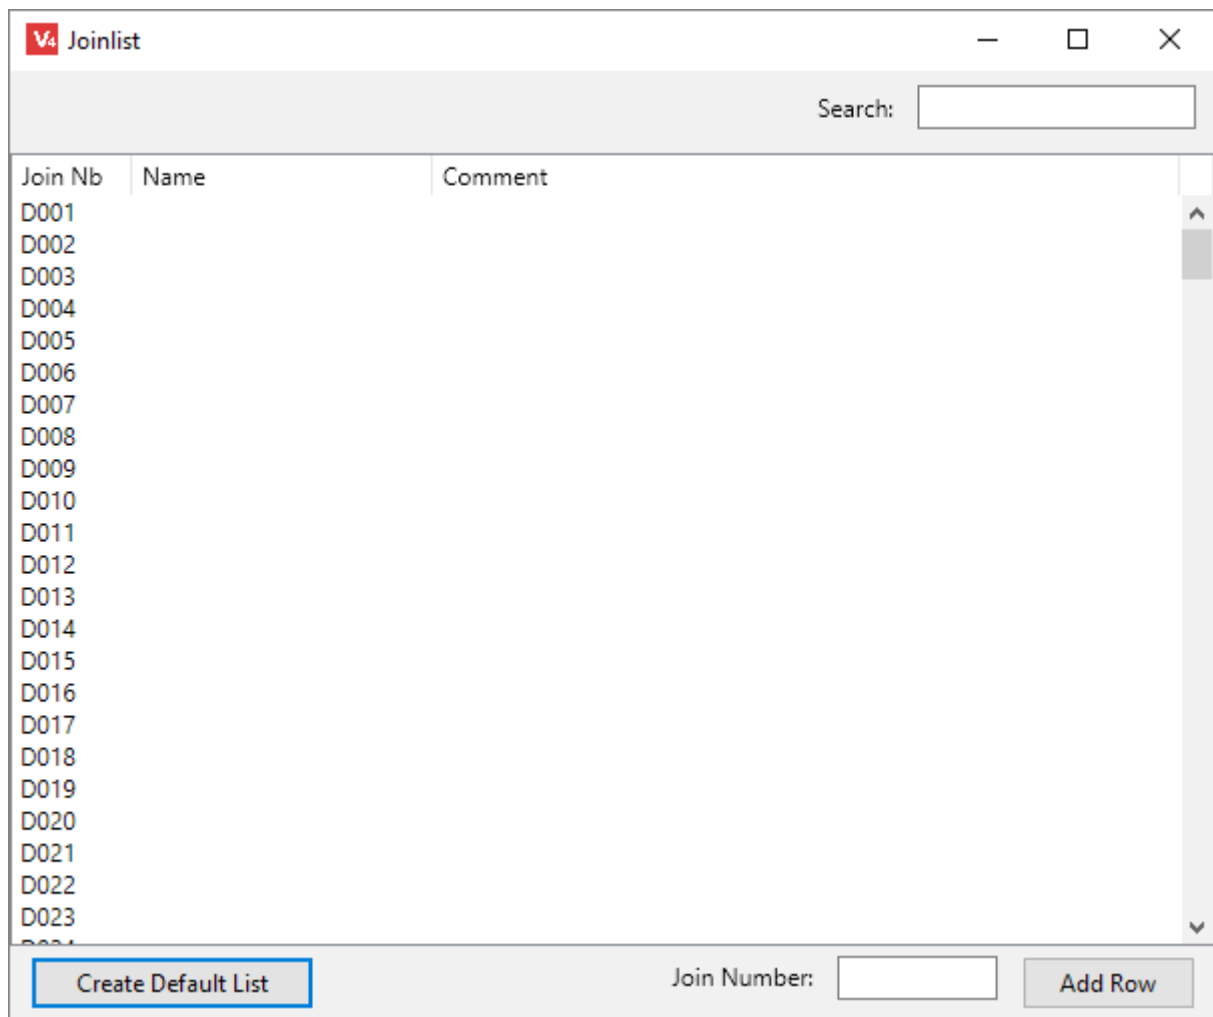 V4 Joinlist
Search:
Join Nb Name Comment
D001
D002
D003
D004
D005
D006
D007
D008
D009
D010
D011
D012
D013
D014
D015
D016
D017
D018
D019
D020
D021
D022
D023
Create Default List Join Number: Add Row